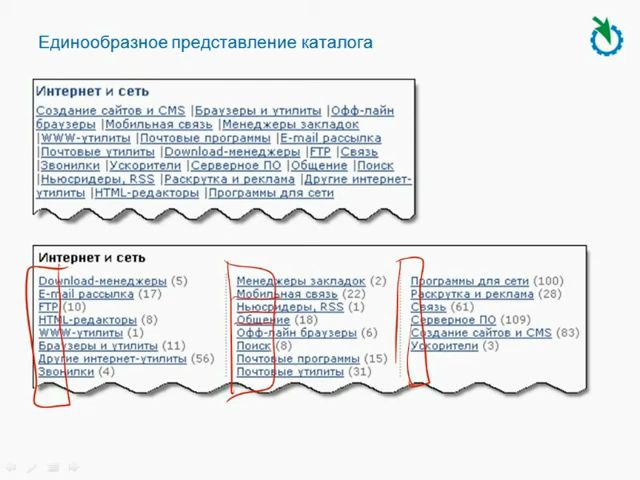 Единообразное представление каталога
Интернет и сеть
Создание сайтов и CMS |Браузеры и утилиты |Офф-лайн
браузеры |Мобильная связь |Менеджеры закладок
|WWW-утилиты |Почтовые программы |E-mail рассылка
|Почтовые утилиты |Download-менеджеры |FTP |Связь
|Звонилки |Ускорители |Серверное ПО |Общение |Поиск
|Ньюсридеры, RSS |Раскрутка и реклама |Другие интернет-
утилиты |HTML-редакторы |Программы для сети
Интернет и сеть
Download-менеджеры (5)
E-mail рассылка (17)
FTP (10)
HTML-редакторы (8)
WWW-утилиты (1)
Браузеры и утилиты (11)
Другие интернет-утилиты (56)
Звонилки (4)
Менеджеры закладок (2)
Мобильная связь (22)
Ньюсридеры, RSS (1)
Общение (18)
Офф-лайн браузеры (6)
Поиск (8)
Почтовые программы (15)
Почтовые утилиты (31)
Программы для сети (100)
Раскрутка и реклама (28)
Связь (61)
Серверное ПО (109)
Создание сайтов и CMS (83)
Ускорители (3)